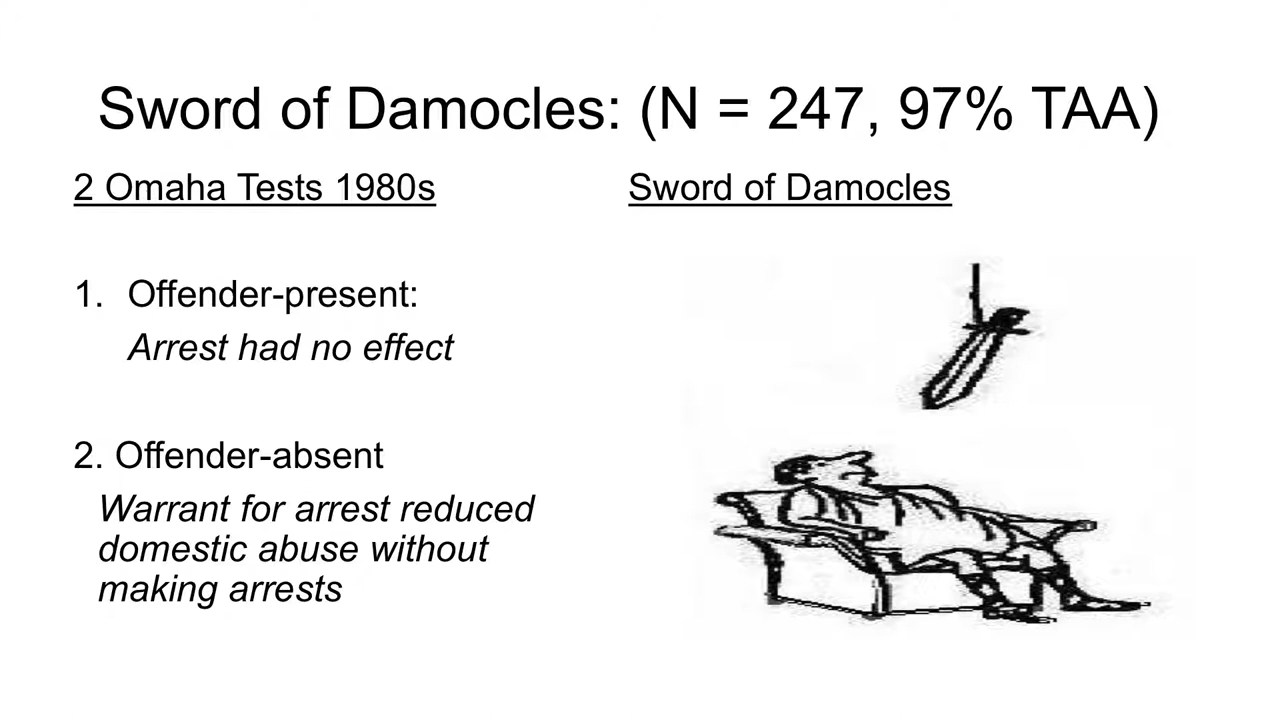 Sword of Damocles: (N = 247, 97% TAA)
2 Omaha Tests 1980s
1. Offender-present:
Arrest had no effect
2. Offender-absent
Warrant for arrest reduced
domestic abuse without
making arrests
Sword of Damocles